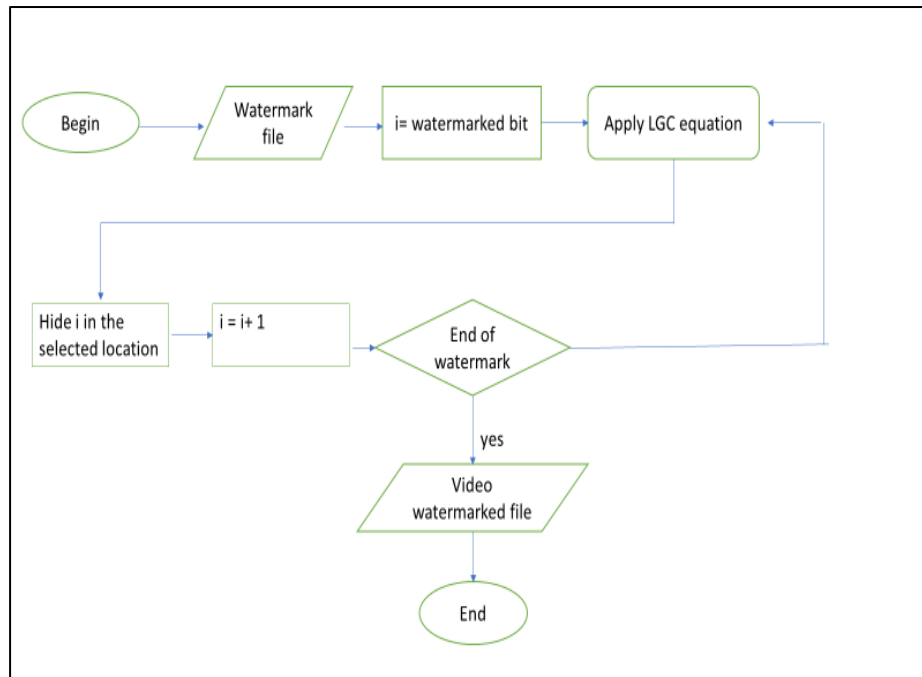 Begin
Watermark
file
i= watermarked bit
Apply LGC equation
Hide i in the
selected location
i = i+ 1
End of
watermark
yes
Video
watermarked file
End